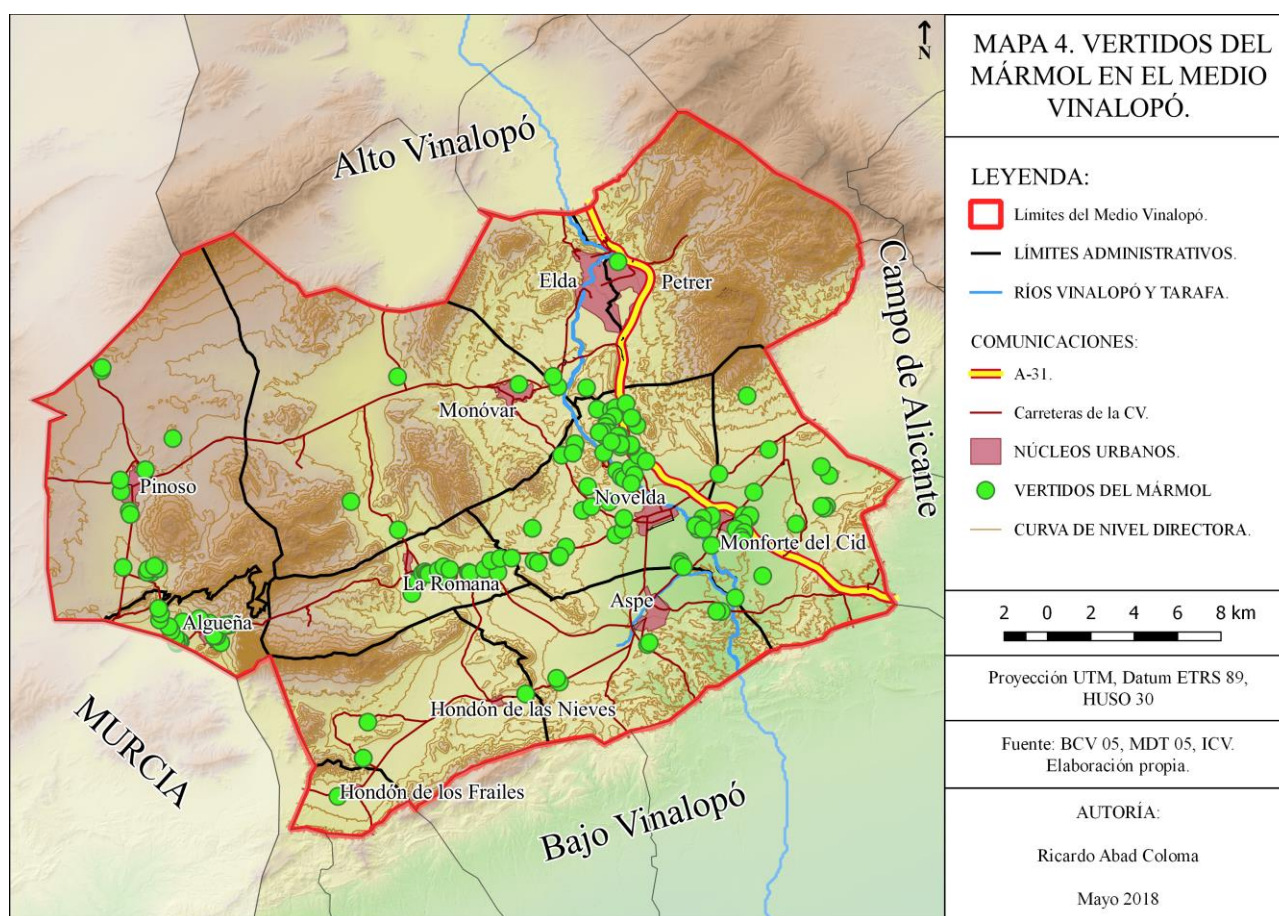 MAPA 4. VERTIDOS DEL
MÁRMOL EN EL MEDIO
VINALOPÓ.
LEYENDA:
Límites del Medio Vinalopó.
LÍMITES ADMINISTRATIVOS.
RÍOS VINALOPÓ Y TARAFA.
COMUNICACIONES:
A-31.
Carreteras de la CV.
NÚCLEOS URBANOS.
VERTIDOS DEL MÁRMOL
CURVA DE NIVEL DIRECTORA.
2 0 2 4 6 8 km
Proyección UTM, Datum ETRS 89,
HUSO 30
Fuente: BCV 05, MDT 05, ICV.
Elaboración propia.
AUTORÍA:
Ricardo Abad Coloma
Mayo 2018
N
Alto Vinalopó
Campo de Alicante
Elda
Petrer
Monóvar
Pinoso
Novelda
Monforte del Cid
La Romana
Aspe
Algueña
Hondón de las Nieves
MURCIA
Hondón de los Frailes
Bajo Vinalopó